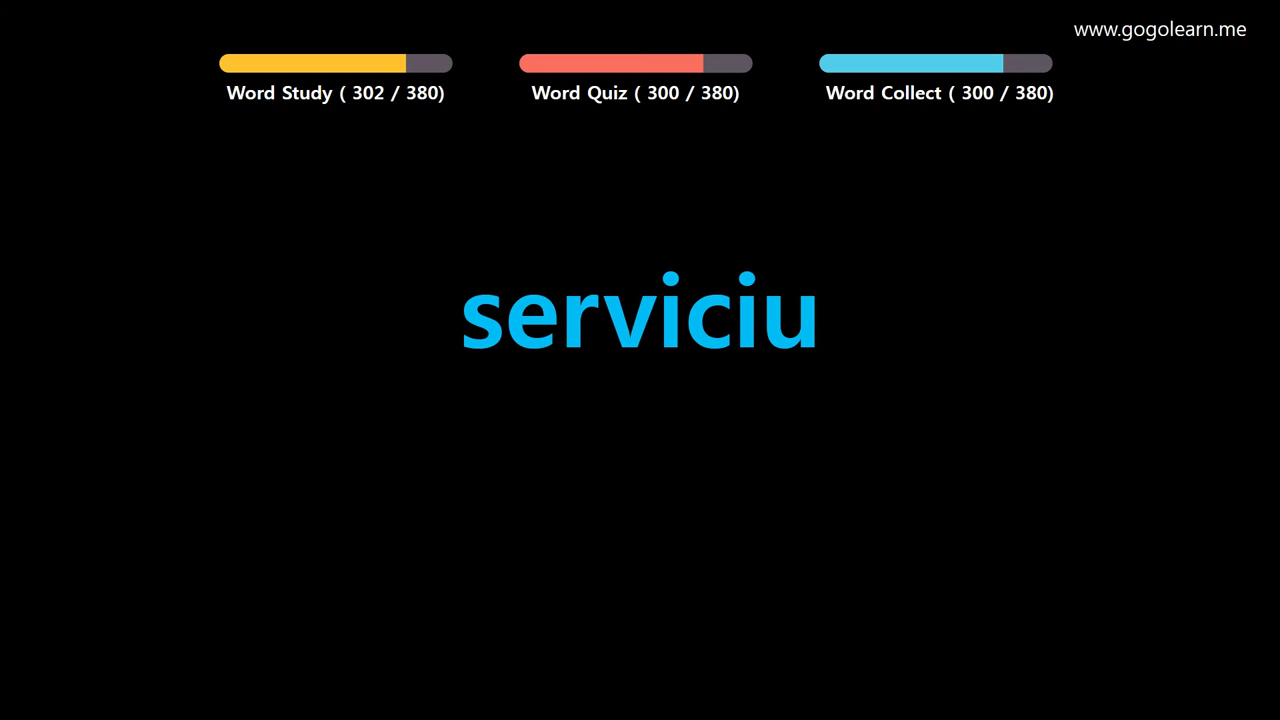 www.gogolearn.me
Word Study ( 302 / 380)
Word Quiz ( 300 / 380)
Word Collect ( 300 / 380)
serviciu